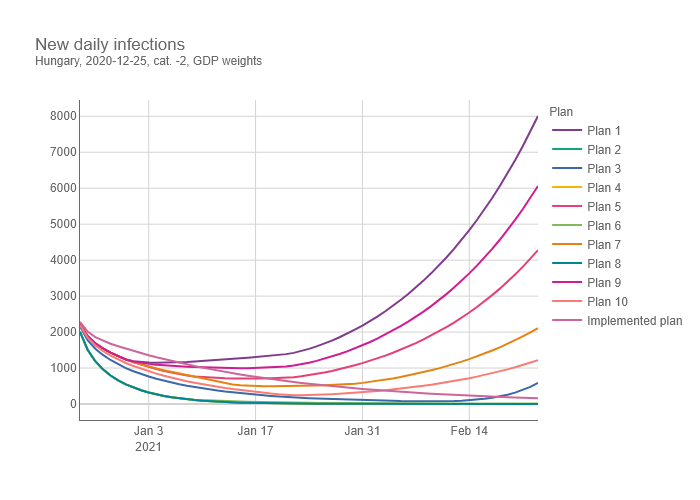 New daily infections
Hungary, 2020-12-25, cat. -2, GDP weights
8000
7000
6000
5000
4000
3000
2000
1000
0
Jan 3
2021
Jan 17
Jan 31
Feb 14
Plan
Plan 1
Plan 2
Plan 3
Plan 4
Plan 5
Plan 6
Plan 7
Plan 8
Plan 9
Plan 10
Implemented plan